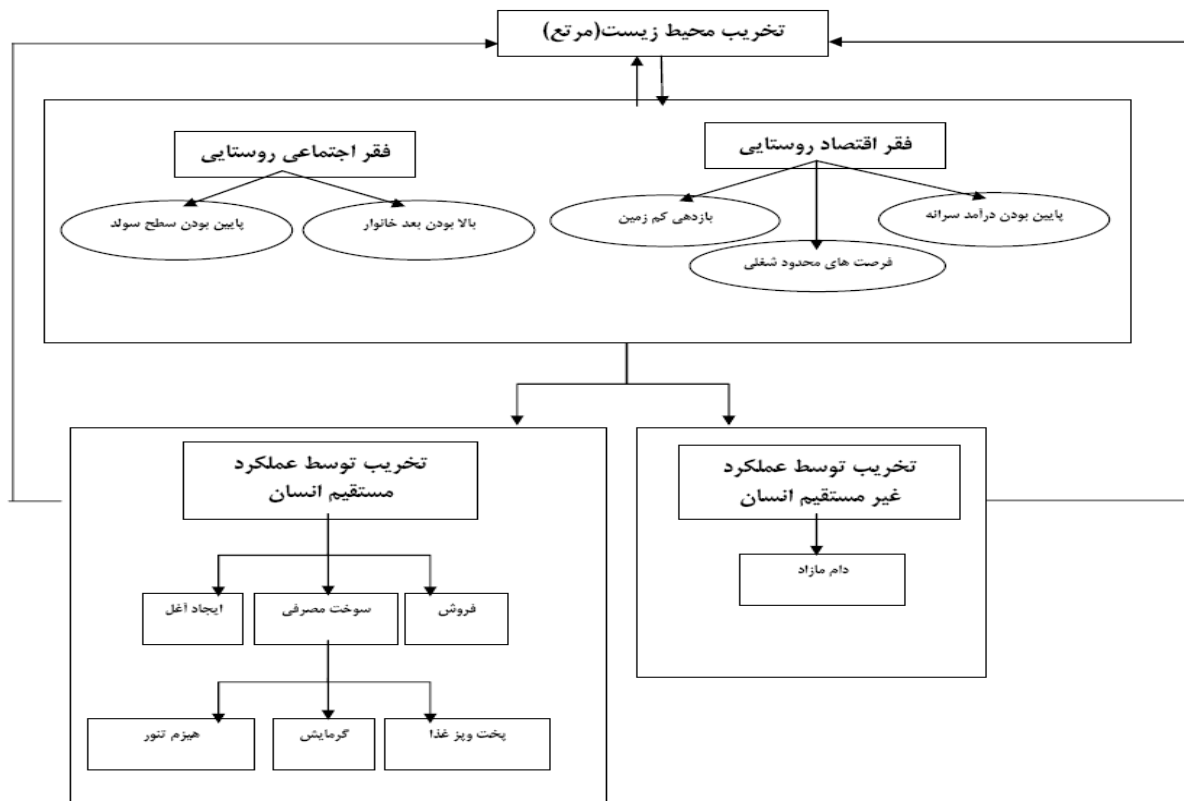 تخریب محیط زیست(مرتع)
فقر اقتصاد روستایی
فقر اجتماعی روستایی
پایین بودن درآمد سرانه
بازدهی کم زمین
فرصت های محدود شغلی
بالا بودن بعد خانوار
پایین بودن سطح سولد
تخریب توسط عملکرد
غیر مستقیم انسان
دام مازاد
تخریب توسط عملکرد
مستقیم انسان
فروش
سوخت مصرفی
ایجاد آغل
پخت وپز غذا
گرمایش
هیزم تنور